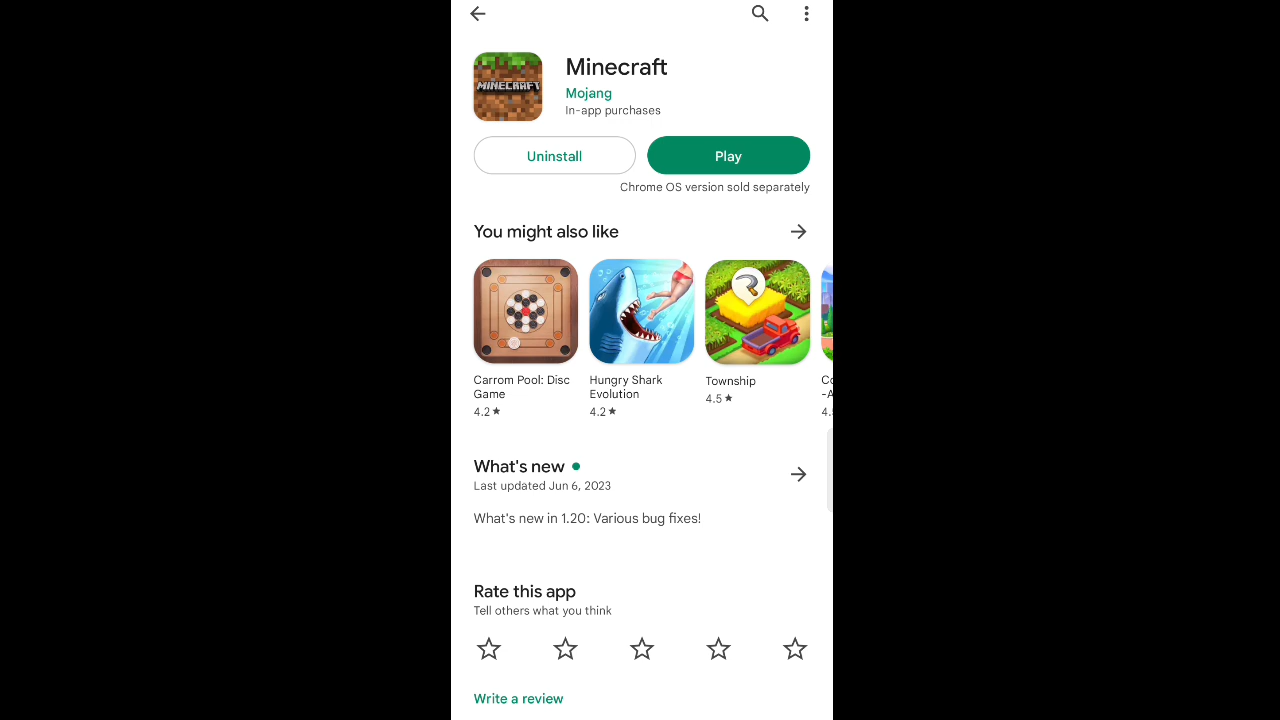 Minecraft
MINECRAFT
Mojang
In-app purchases
Uninstall
Play
Chrome OS version sold separately
You might also like
Carrom Pool: Disc
Game
4.2★
Hungry Shark
Evolution
4.2★
Township
4.5★
Co
-A
4.
What's new
Last updated Jun 6, 2023
What's new in 1.20: Various bug fixes!
Rate this app
Tell others what you think
Write a review